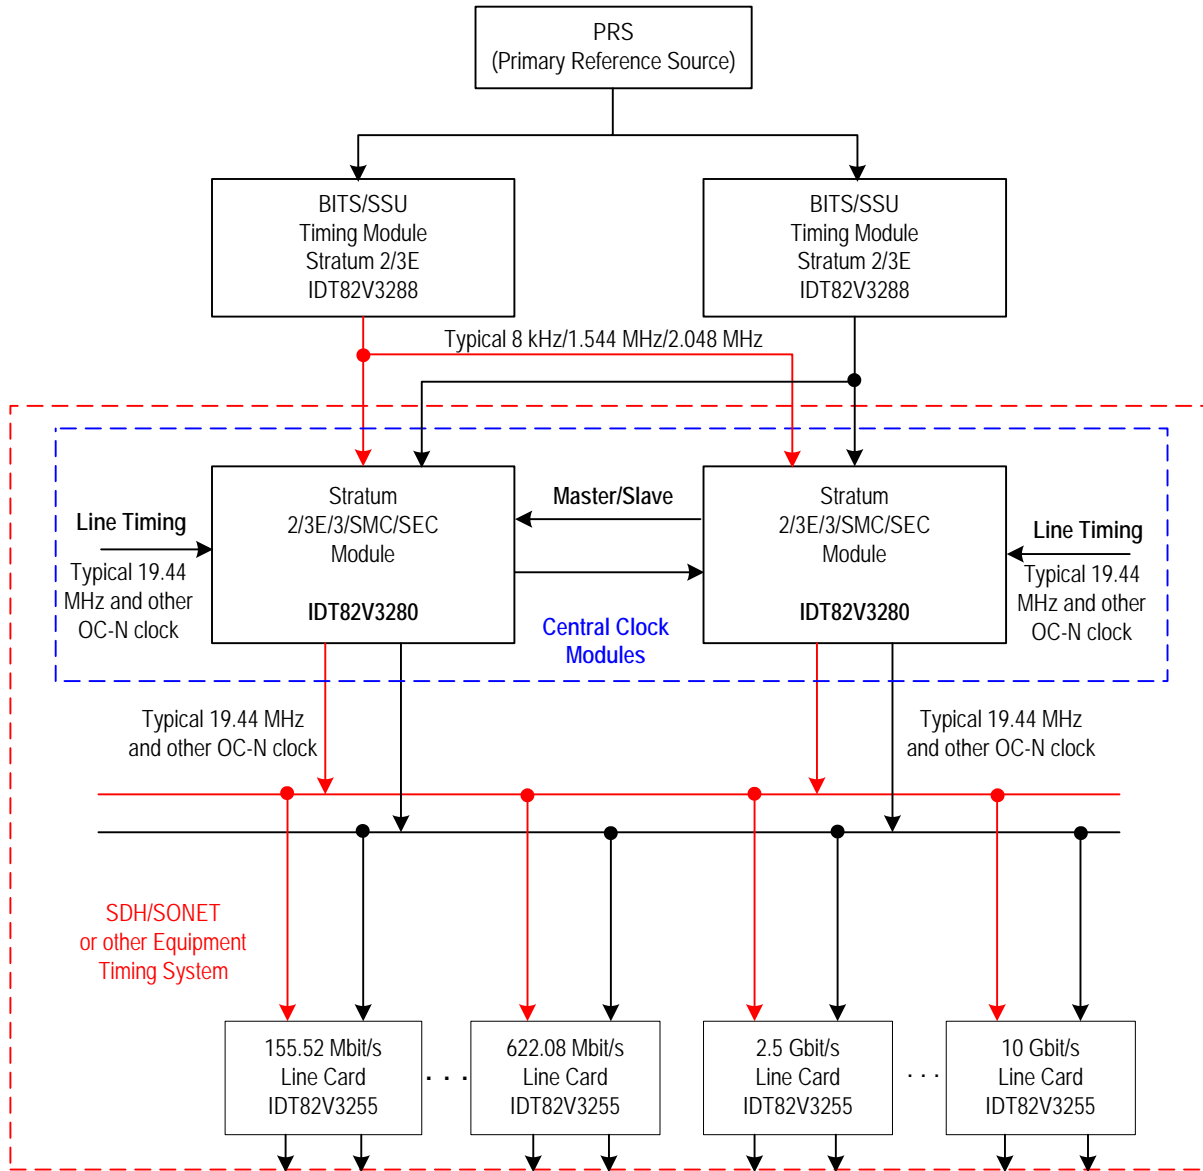 PRS
(Primary Reference Source)
BITS/SSU
Timing Module
Stratum 2/3E
IDT82V3288
BITS/SSU
Timing Module
Stratum 2/3E
IDT82V3288
Typical 8 kHz/1.544 MHz/2.048 MHz
Line Timing
Typical 19.44
MHz and other
OC-N clock
Stratum
2/3E/3/SMC/SEC
Module
IDT82V3280
Master/Slave
Central Clock
Modules
Stratum
2/3E/3/SMC/SEC
Module
IDT82V3280
Line Timing
Typical 19.44
MHz and other
OC-N clock
Typical 19.44 MHz
and other OC-N clock
Typical 19.44 MHz
and other OC-N clock
SDH/SONET
or other Equipment
Timing System
155.52 Mbit/s
Line Card
IDT82V3255
. . .
622.08 Mbit/s
Line Card
IDT82V3255
2.5 Gbit/s
Line Card
IDT82V3255
. . .
10 Gbit/s
Line Card
IDT82V3255